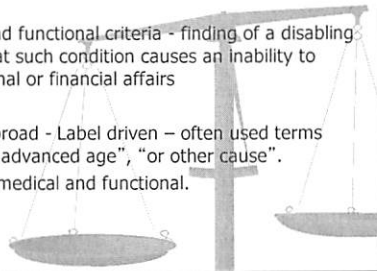 nd functional criteria - finding of a disabling
at such condition causes an inability to
nal or financial affairs
broad - Label driven – often used terms
advanced age”, “or other cause”.
medical and functional.